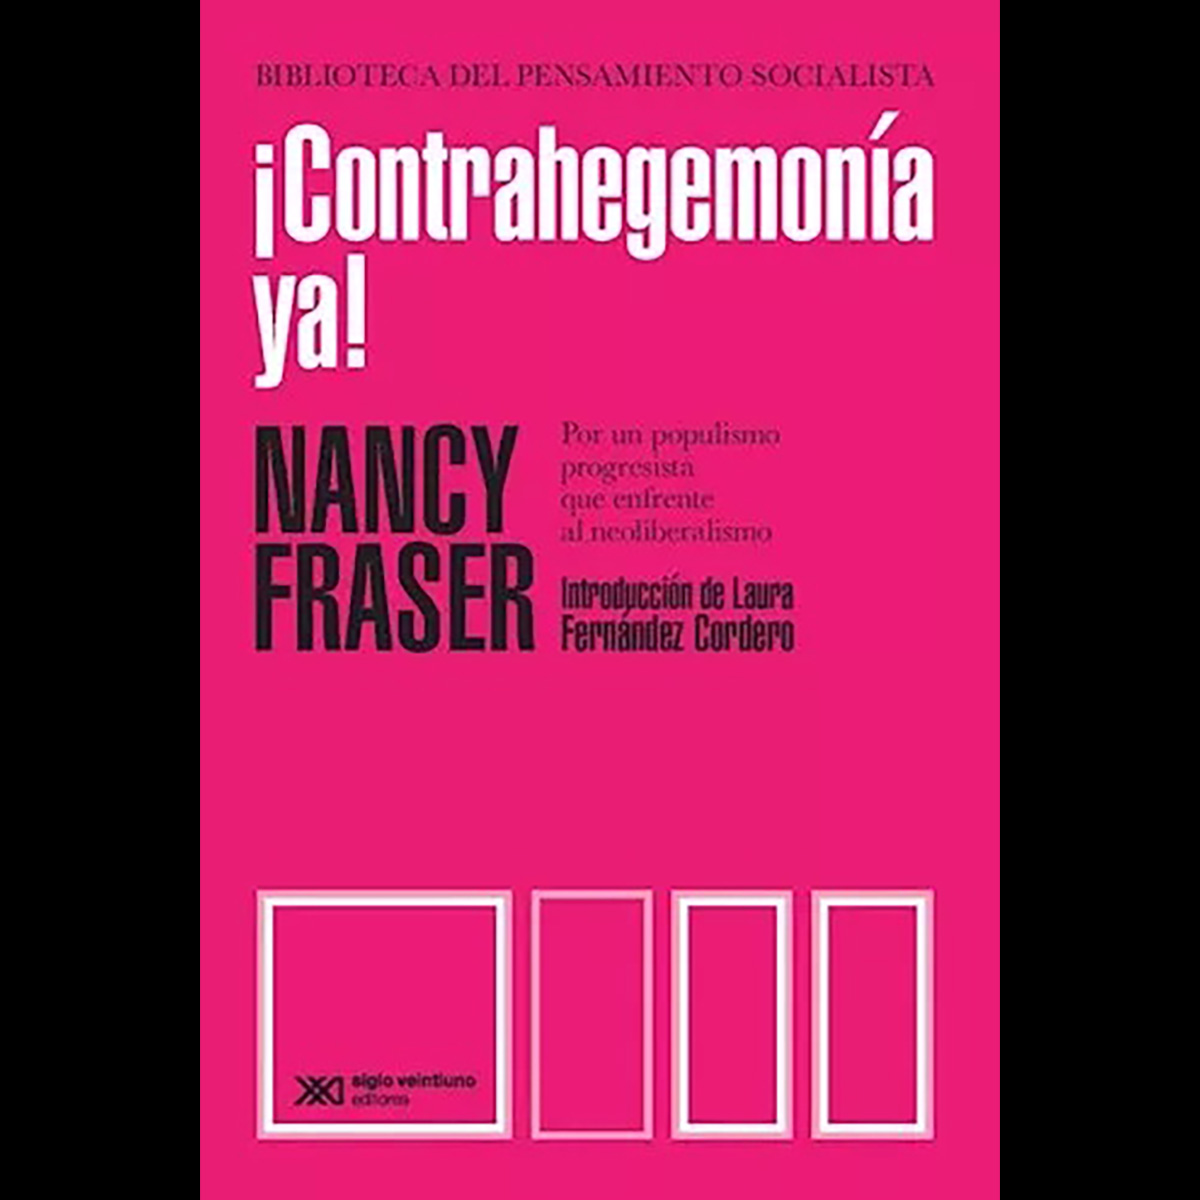 BIBLIOTECA DEL PENSAMIENTO SOCIALISTA
¡Contrahegemonía
ya!
NANCY
FRASER
Por un populismo
progresista
que enfrente
al neoliberalismo
Introducción de Laura
Fernández Cordero
siglo veintiuno
editores